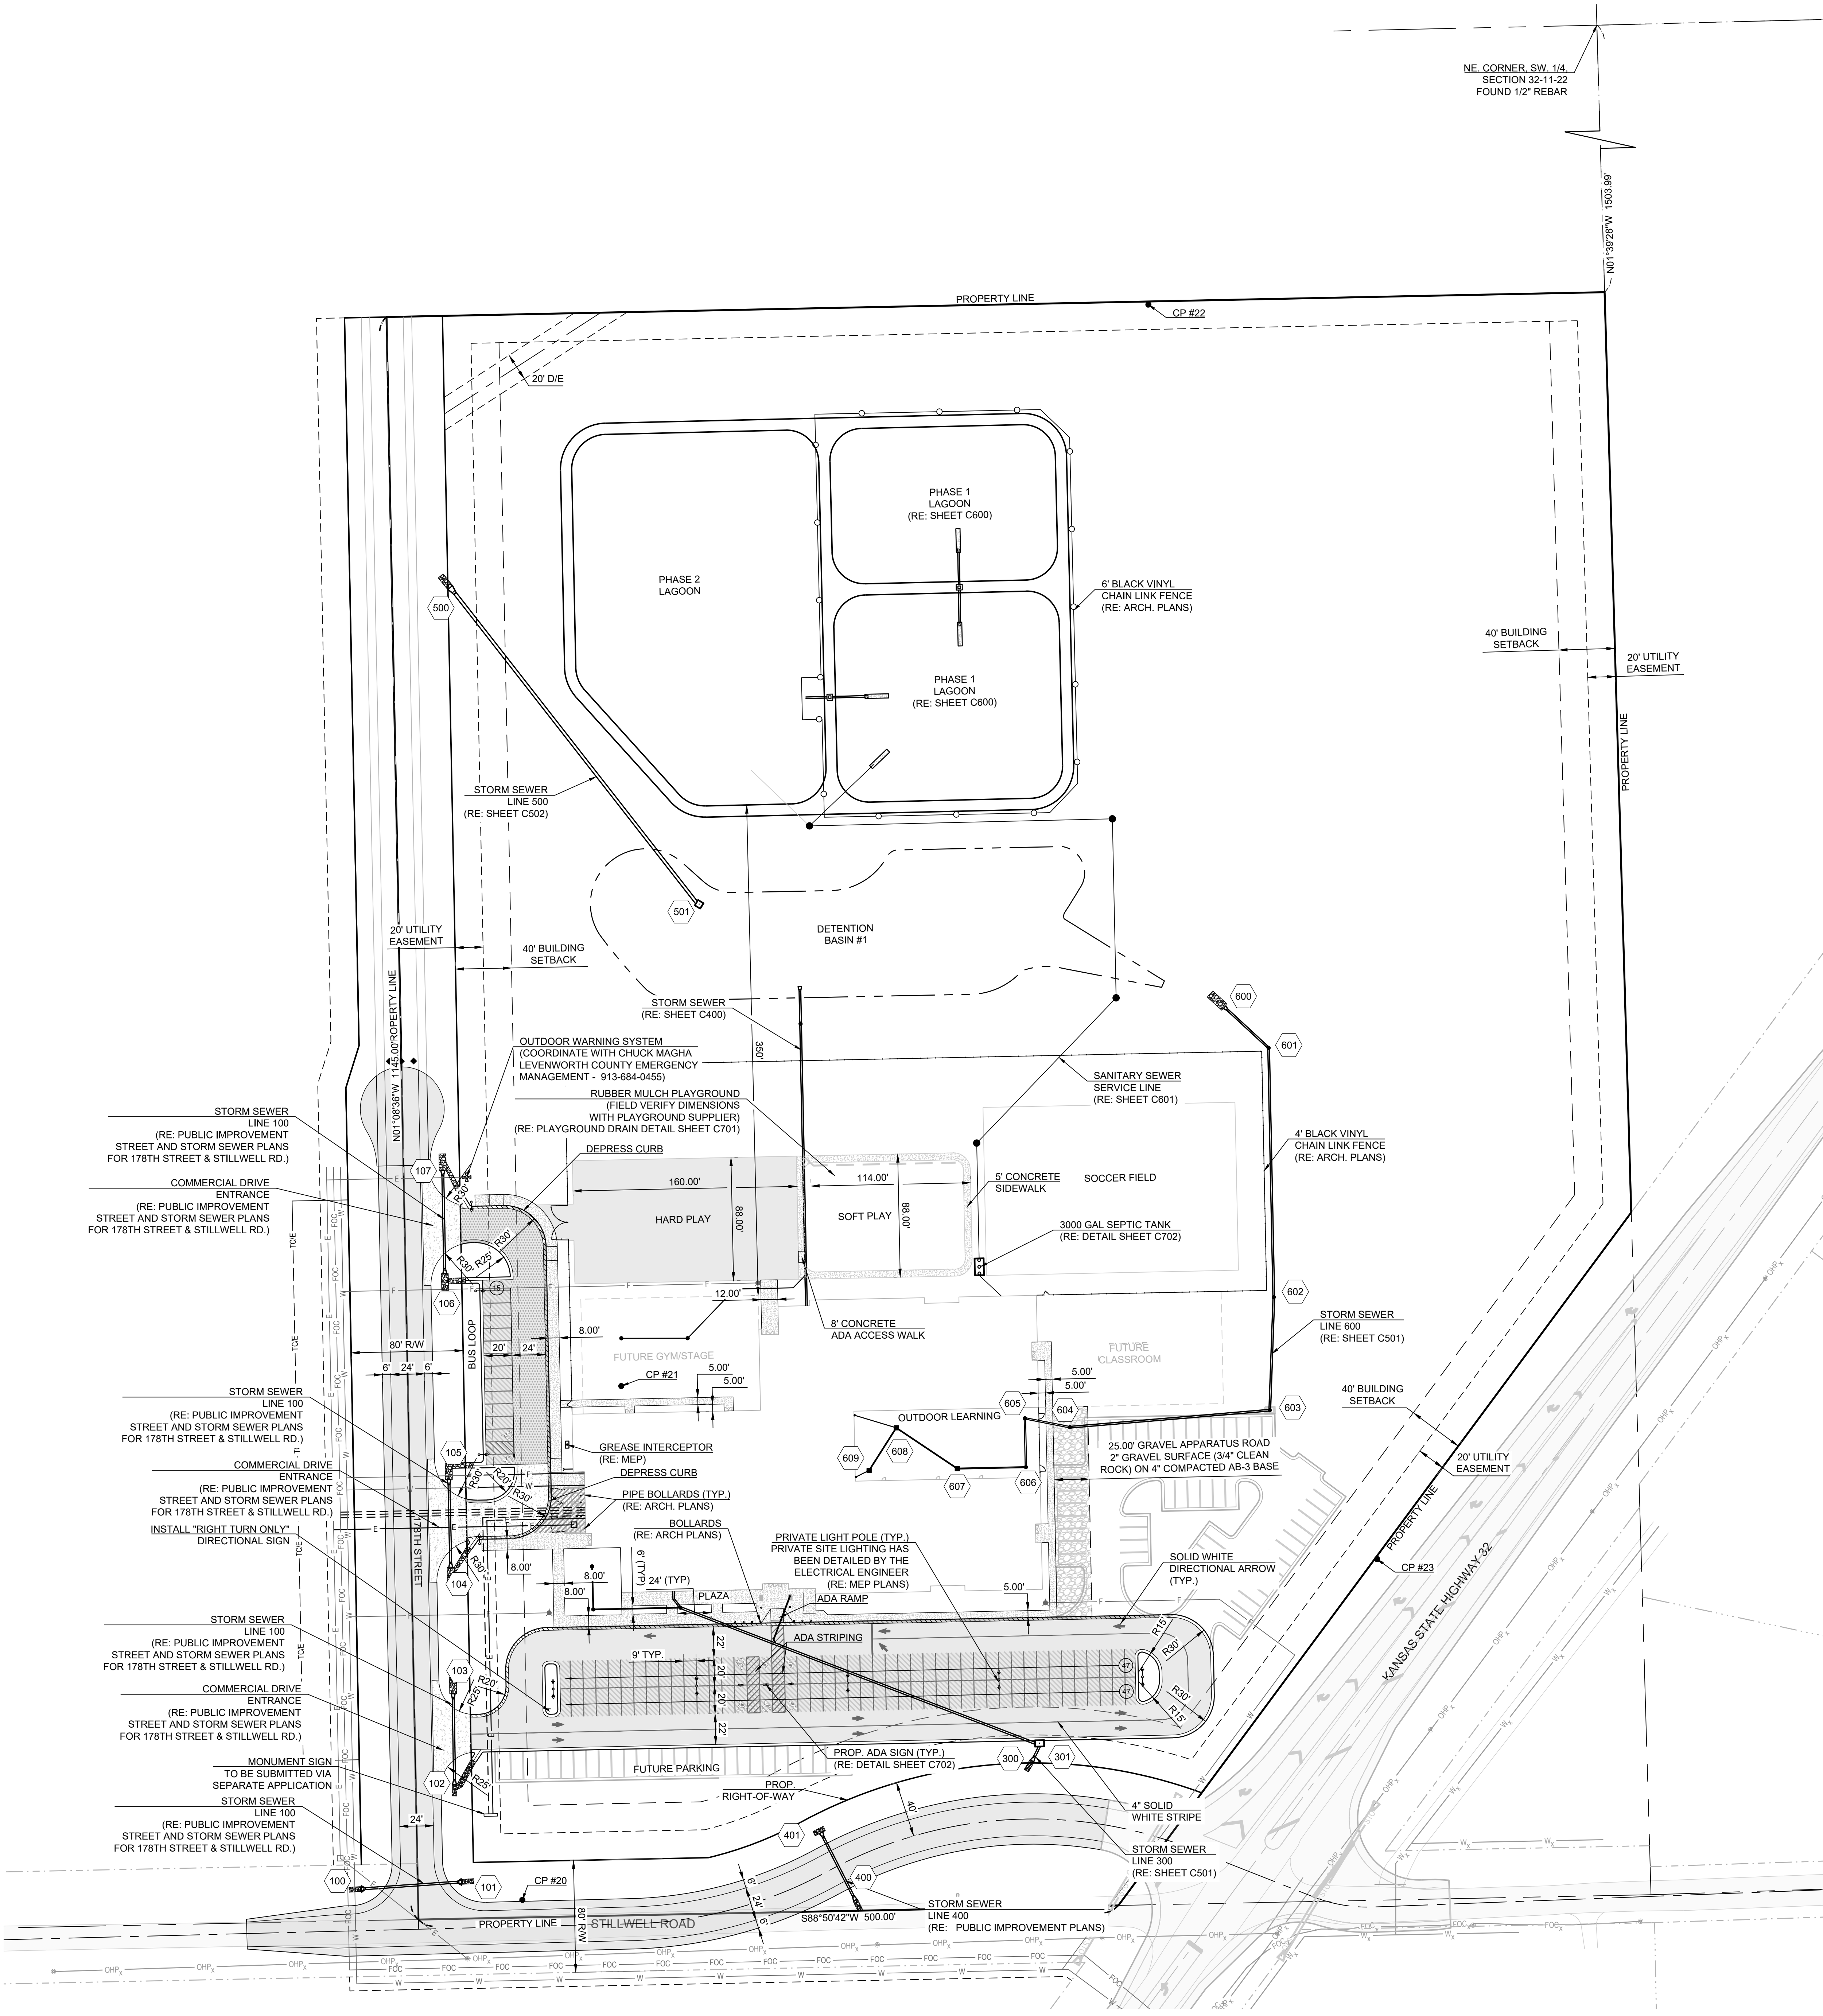 NE. CORNER, SW. 1/4,
SECTION 32-11-22
FOUND 1/2" REBAR
N01°39'28"W 1503.99'
PROPERTY LINE
CP #22
20' D/E
PHASE 1
LAGOON
(RE: SHEET C600)
PHASE 2
LAGOON
500
6' BLACK VINYL
CHAIN LINK FENCE
(RE: ARCH. PLANS)
40' BUILDING
SETBACK
20' UTILITY
EASEMENT
PHASE 1
LAGOON
(RE: SHEET C600)
PROPERTY LINE
STORM SEWER
LINE 500
(RE: SHEET C502)
501
DETENTION
BASIN #1
20' UTILITY
EASEMENT
40' BUILDING
SETBACK
N01°08'36"W 1145.00'
ROPERTY LINE
STORM SEWER
(RE: SHEET C400)
600
601
350'
OUTDOOR WARNING SYSTEM
(COORDINATE WITH CHUCK MAGHA
LEVENWORTH COUNTY EMERGENCY
MANAGEMENT - 913-684-0455)
SANITARY SEWER
SERVICE LINE
(RE: SHEET C601)
RUBBER MULCH PLAYGROUND
(FIELD VERIFY DIMENSIONS
WITH PLAYGROUND SUPPLIER)
(RE: PLAYGROUND DRAIN DETAIL SHEET C701)
STORM SEWER
LINE 100
(RE: PUBLIC IMPROVEMENT
STREET AND STORM SEWER PLANS
FOR 178TH STREET & STILLWELL RD.)
DEPRESS CURB
4' BLACK VINYL
CHAIN LINK FENCE
(RE: ARCH. PLANS)
107
R30'
160.00'
114.00'
5' CONCRETE
SIDEWALK
SOCCER FIELD
COMMERCIAL DRIVE
ENTRANCE
(RE: PUBLIC IMPROVEMENT
STREET AND STORM SEWER PLANS
FOR 178TH STREET & STILLWELL RD.)
HARD PLAY
88.00'
SOFT PLAY
88.00'
3000 GAL SEPTIC TANK
(RE: DETAIL SHEET C702)
R30'
R25'
R30'
15
106
12.00'
602
8' CONCRETE
ADA ACCESS WALK
STORM SEWER
LINE 600
(RE: SHEET C501)
8.00'
80' R/W
BUS LOOP
20'
24'
FUTURE GYM/STAGE
FUTURE
CLASSROOM
6'
24'
6'
CP #21
5.00'
5.00'
5.00'
5.00'
STORM SEWER
LINE 100
(RE: PUBLIC IMPROVEMENT
STREET AND STORM SEWER PLANS
FOR 178TH STREET & STILLWELL RD.)
40' BUILDING
SETBACK
605
604
603
OUTDOOR LEARNING
608
609
607
606
25.00' GRAVEL APPARATUS ROAD
2" GRAVEL SURFACE (3/4" CLEAN
ROCK) ON 4" COMPACTED AB-3 BASE
20' UTILITY
EASEMENT
105
GREASE INTERCEPTOR
(RE: MEP)
DEPRESS CURB
R30'
R20'
R30'
COMMERCIAL DRIVE
ENTRANCE
(RE: PUBLIC IMPROVEMENT
STREET AND STORM SEWER PLANS
FOR 178TH STREET & STILLWELL RD.)
PIPE BOLLARDS (TYP.)
(RE: ARCH. PLANS)
PROPERTY LINE
INSTALL "RIGHT TURN ONLY"
DIRECTIONAL SIGN
178TH STREET
BOLLARDS
(RE: ARCH PLANS)
PRIVATE LIGHT POLE (TYP.)
PRIVATE SITE LIGHTING HAS
BEEN DETAILED BY THE
ELECTRICAL ENGINEER
(RE: MEP PLANS)
SOLID WHITE
DIRECTIONAL ARROW
(TYP.)
CP #23
KANSAS STATE HIGHWAY 32
R30'
104
8.00'
8.00'
8.00'
6' (TYP)
24' (TYP)
PLAZA
ADA RAMP
5.00'
STORM SEWER
LINE 100
(RE: PUBLIC IMPROVEMENT
STREET AND STORM SEWER PLANS
FOR 178TH STREET & STILLWELL RD.)
ADA STRIPING
22'
9' TYP.
20'
20'
22'
R15'
R30'
47
47
R30'
R15'
103
R20'
R25'
COMMERCIAL DRIVE
ENTRANCE
(RE: PUBLIC IMPROVEMENT
STREET AND STORM SEWER PLANS
FOR 178TH STREET & STILLWELL RD.)
MONUMENT SIGN
TO BE SUBMITTED VIA
SEPARATE APPLICATION
102
R25'
FUTURE PARKING
PROP. ADA SIGN (TYP.)
(RE: DETAIL SHEET C702)
300
301
PROP.
RIGHT-OF-WAY
40'
4" SOLID
WHITE STRIPE
STORM SEWER
LINE 100
(RE: PUBLIC IMPROVEMENT
STREET AND STORM SEWER PLANS
FOR 178TH STREET & STILLWELL RD.)
24'
401
STORM SEWER
LINE 300
(RE: SHEET C501)
100
101
CP #20
400
6'
24'
6'
STORM SEWER
LINE 400
(RE: PUBLIC IMPROVEMENT PLANS)
PROPERTY LINE
80' R/W
STILLWELL ROAD
S88°50'42"W 500.00'